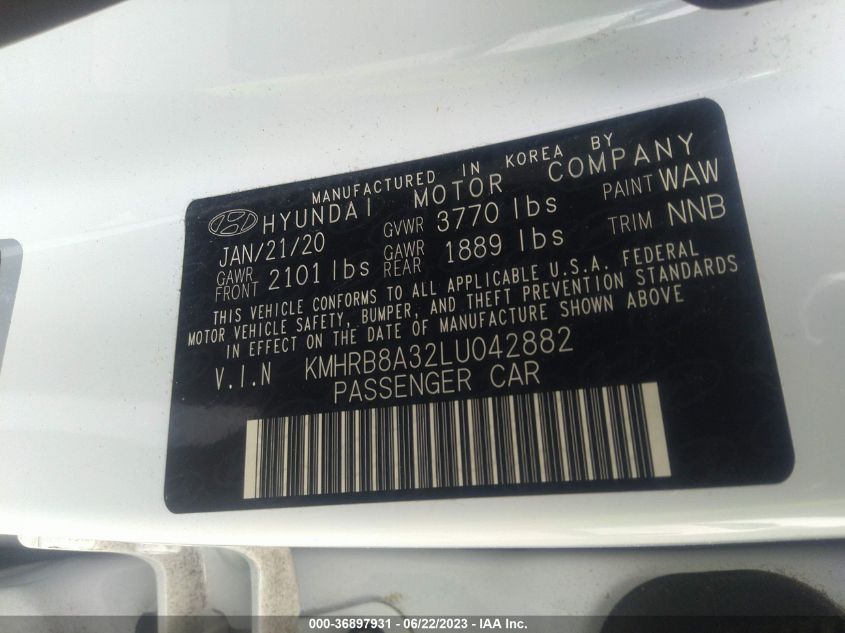 MANUFACTURED IN KOREA BY
HYUNDAI MOTOR COMPANY
JAN/21/20 GVWR 3770 lbs PAINT WAW
GAWR FRONT 2101 lbs GAWR REAR 1889 lbs TRIM NNB
THIS VEHICLE CONFORMS TO ALL APPLICABLE U.S.A. FEDERAL
MOTOR VEHICLE SAFETY, BUMPER, AND THEFT PREVENTION STANDARDS
IN EFFECT ON THE DATE OF MANUFACTURE SHOWN ABOVE
V.I.N KMHRB8A32LU042882
PASSENGER CAR
000-36897931 - 06/22/2023 - IAA Inc.